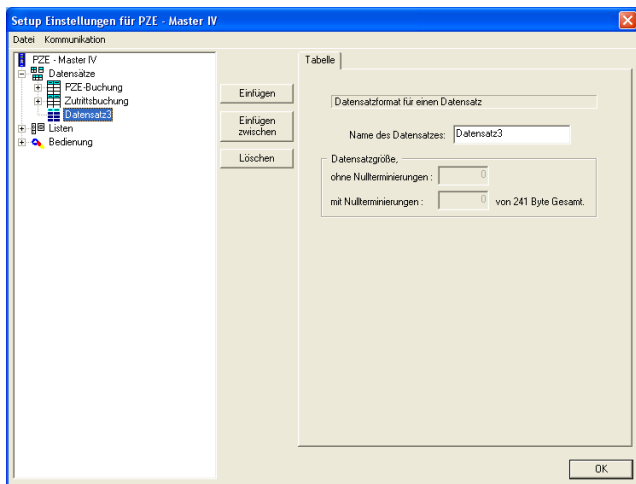 Setup Einstellungen für PZE - Master IV
Datei Kommunikation
PZE - Master IV
Datensätze
PZE-Buchung
Zutrittsbuchung
Datensatz3
Listen
Bedienung
Einfügen
Einfügen
zwischen
Löschen
Tabelle
Datensatzformat für einen Datensatz
Name des Datensatzes: Datensatz3
Datensatzgröße,
ohne Nullterminierungen : 0
mit Nullterminierungen : 0 von 241 Byte Gesamt.
OK